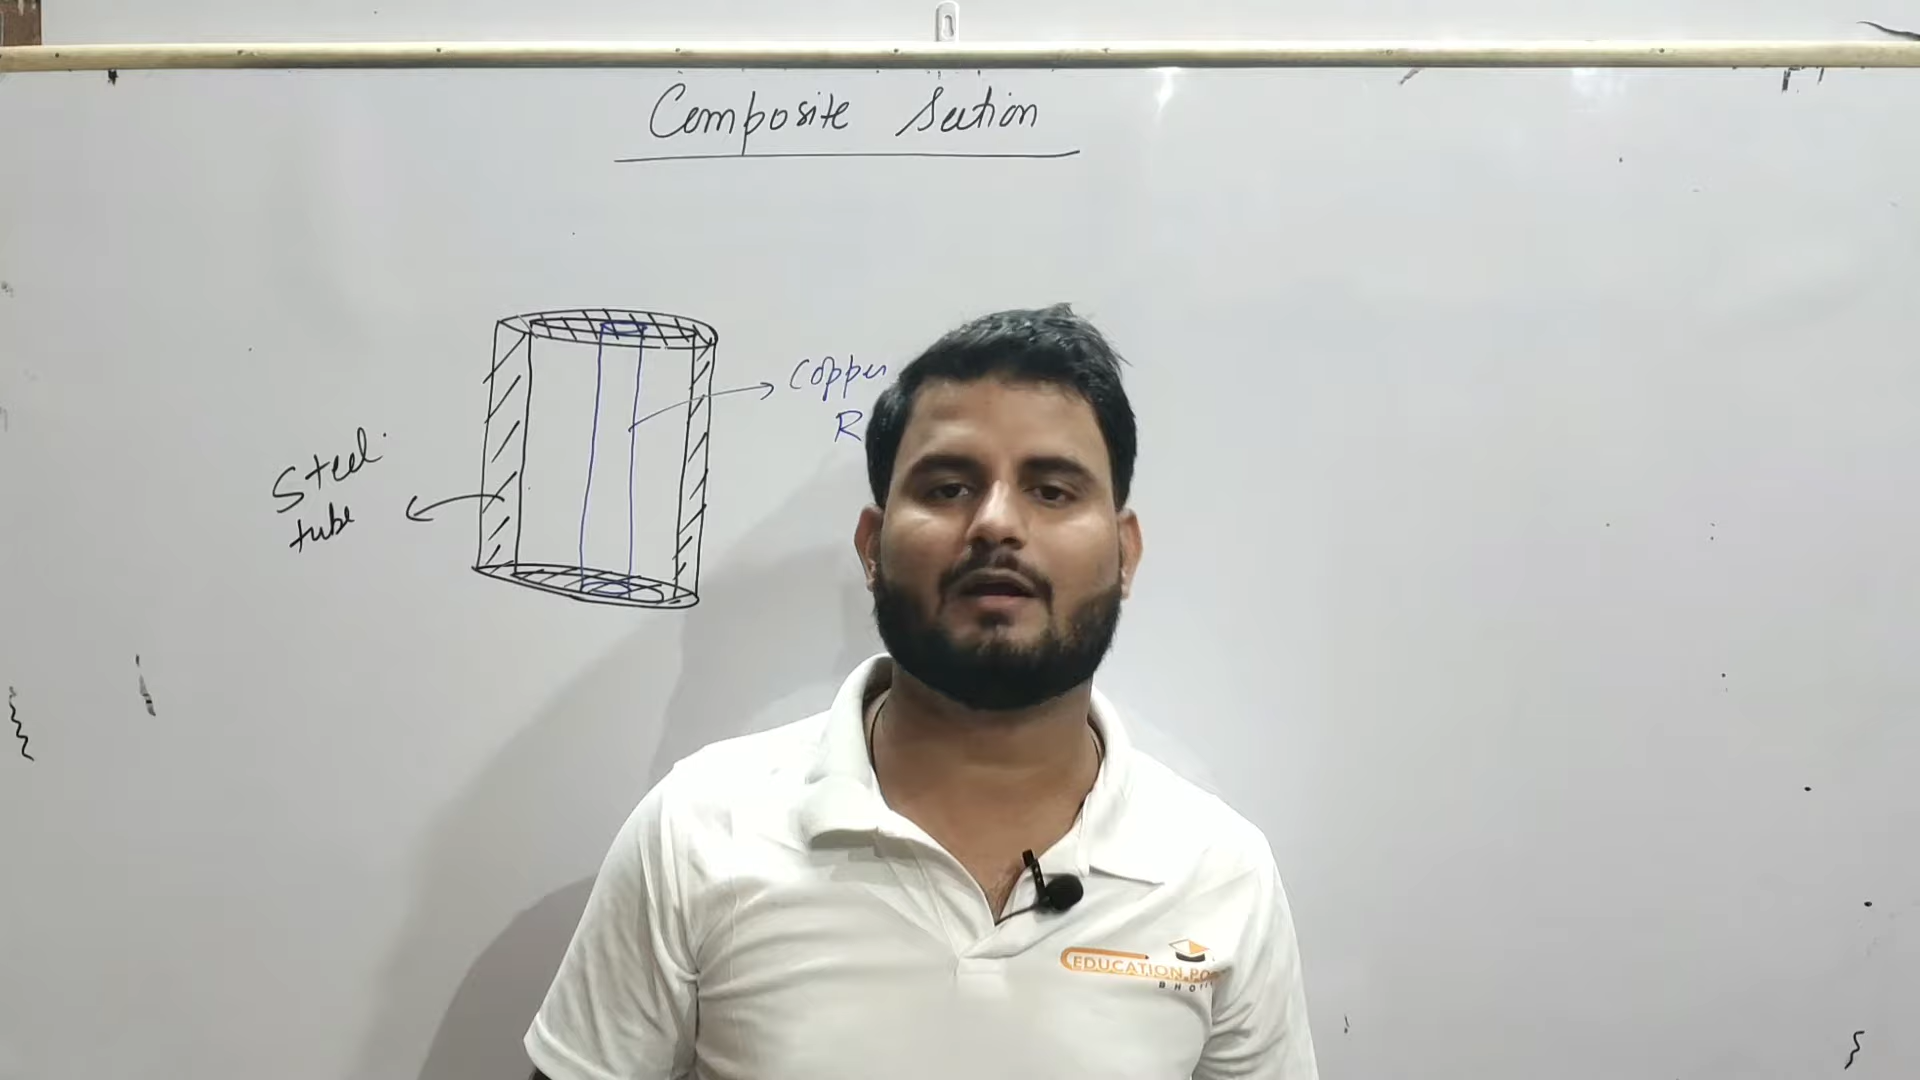 Composite Section
Copper
R
Steel
tube
EDUCATION